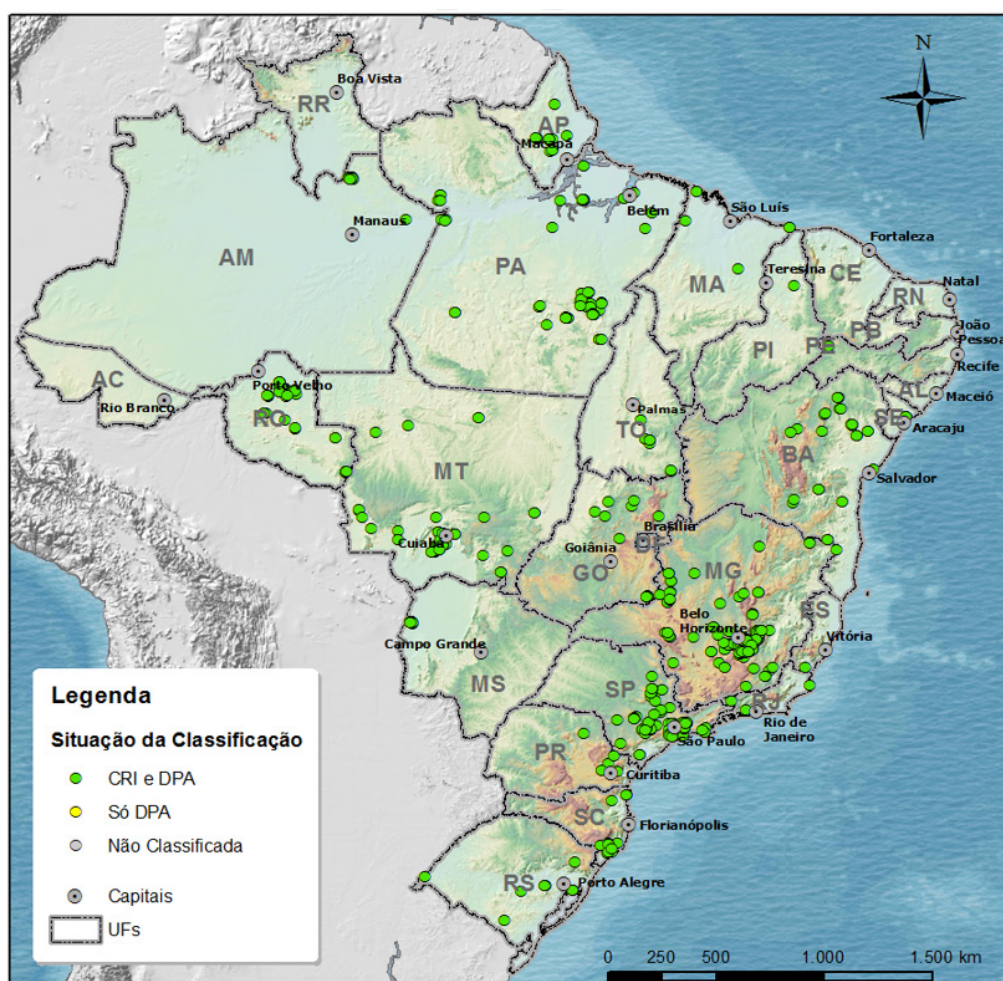 N
Boa Vista
RR
AP
Macapá
Belém
São Luís
Manaus
Fortaleza
AM
PA
Teresina
CE
MA
Natal
RN
PB
João
Pessoa
PI
PE
Recife
AC
Porto Velho
AL
Maceió
Rio Branco
Palmas
SE
RO
TO
Aracaju
BA
MT
Salvador
Brasília
DF
Cuiabá
Goiânia
GO
MG
Belo
Horizonte
ES
Vitória
Campo Grande
MS
SP
RJ
Rio de
Janeiro
São Paulo
PR
Curitiba
SC
Florianópolis
RS
Porto Alegre
Legenda
Situação da Classificação
CRI e DPA
Só DPA
Não Classificada
Capitais
UFs
0 250 500 1.000 1.500 km